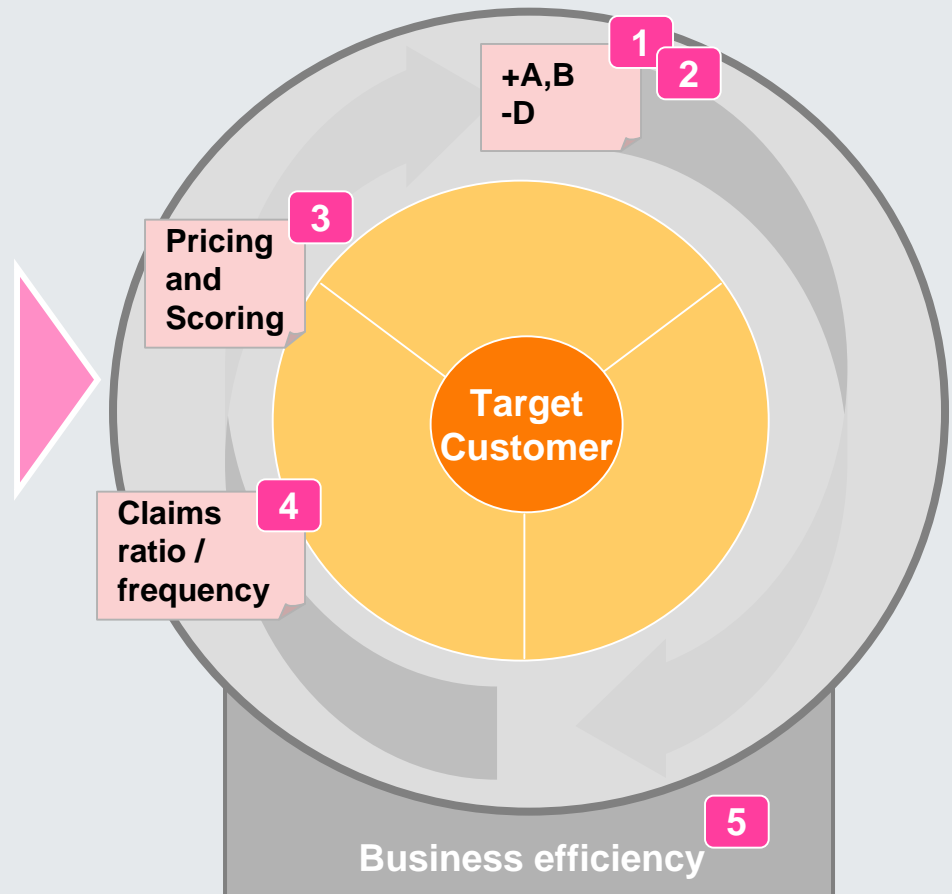 1
2
+A,B
-D
3
Pricing
and
Scoring
Target
Customer
4
Claims
ratio /
frequency
5
Business efficiency